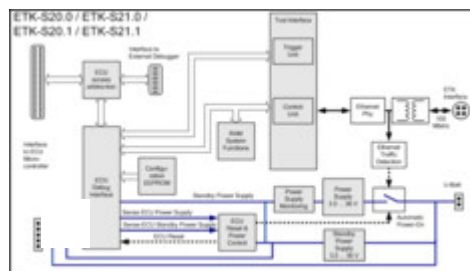 ETK-S20.0 / ETK-S21.0 /
ETK-S20.1 / ETK-S21.1
Interface to
External Debugger
ECU
access
arbitration
Tool Interface
Trigger
Unit
Control
Unit
Ethernet
Phy
ETK
Interface
100
Mbit/s
Ethernet
Traffic
Detection
Interface
to ECU
Micro-
controller
ECU
Debug
Interface
Configu-
ration
EEPROM
System
Functions
Standby Power Supply
Power
Supply
Monitoring
Power
Supply
Automatic
Power-On
Sense ECU Power Supply
Sense ECU Standby Power Supply
ECU Reset
ECU
Reset &
Power
Control
Standby
Power
Supply